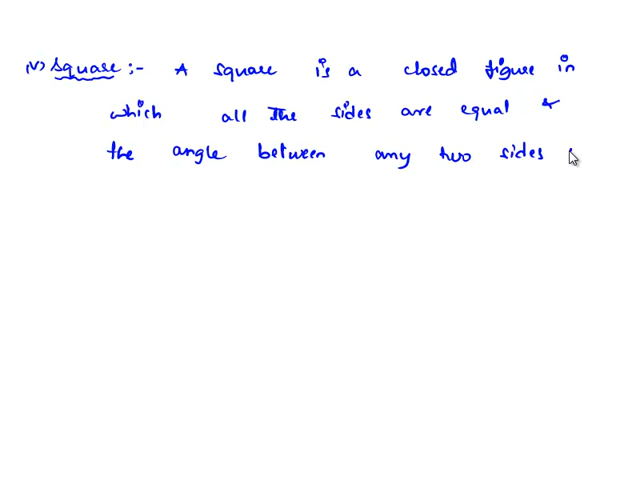 (v) Square :- A square is a closed figure in
which all the sides are equal &
the angle between any two sides